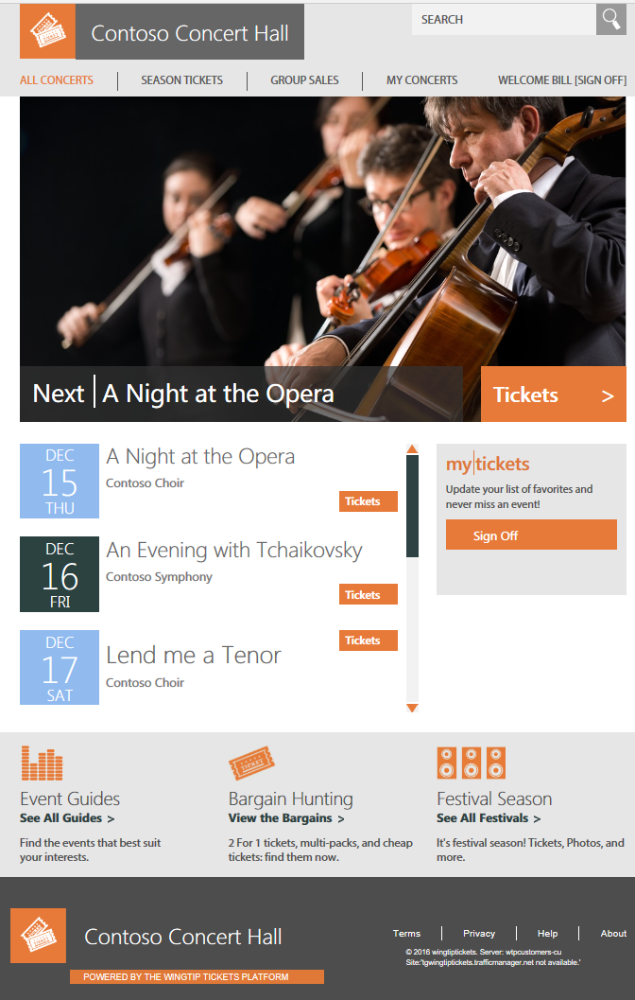 Contoso Concert Hall
SEARCH
ALL CONCERTS
SEASON TICKETS
GROUP SALES
MY CONCERTS
WELCOME BILL [SIGN OFF]
Next
A Night at the Opera
Tickets >
DEC
15
THU
A Night at the Opera
Contoso Choir
Tickets
DEC
16
FRI
An Evening with Tchaikovsky
Contoso Symphony
Tickets
DEC
17
SAT
Lend me a Tenor
Contoso Choir
Tickets
my tickets
Update your list of favorites and
never miss an event!
Sign Off
TICKET
Event Guides
See All Guides >
Find the events that best suit
your interests.
Bargain Hunting
View the Bargains >
2 For 1 tickets, multi-packs, and cheap
tickets: find them now.
Festival Season
See All Festivals >
It's festival season! Tickets, Photos, and
more.
Contoso Concert Hall
POWERED BY THE WINGTIP TICKETS PLATFORM
Terms
Privacy
Help
About
© 2016 wingtiptickets. Server: wtpcustomers-cu
Site:'tgwingtiptickets.trafficmanager.net not available.'